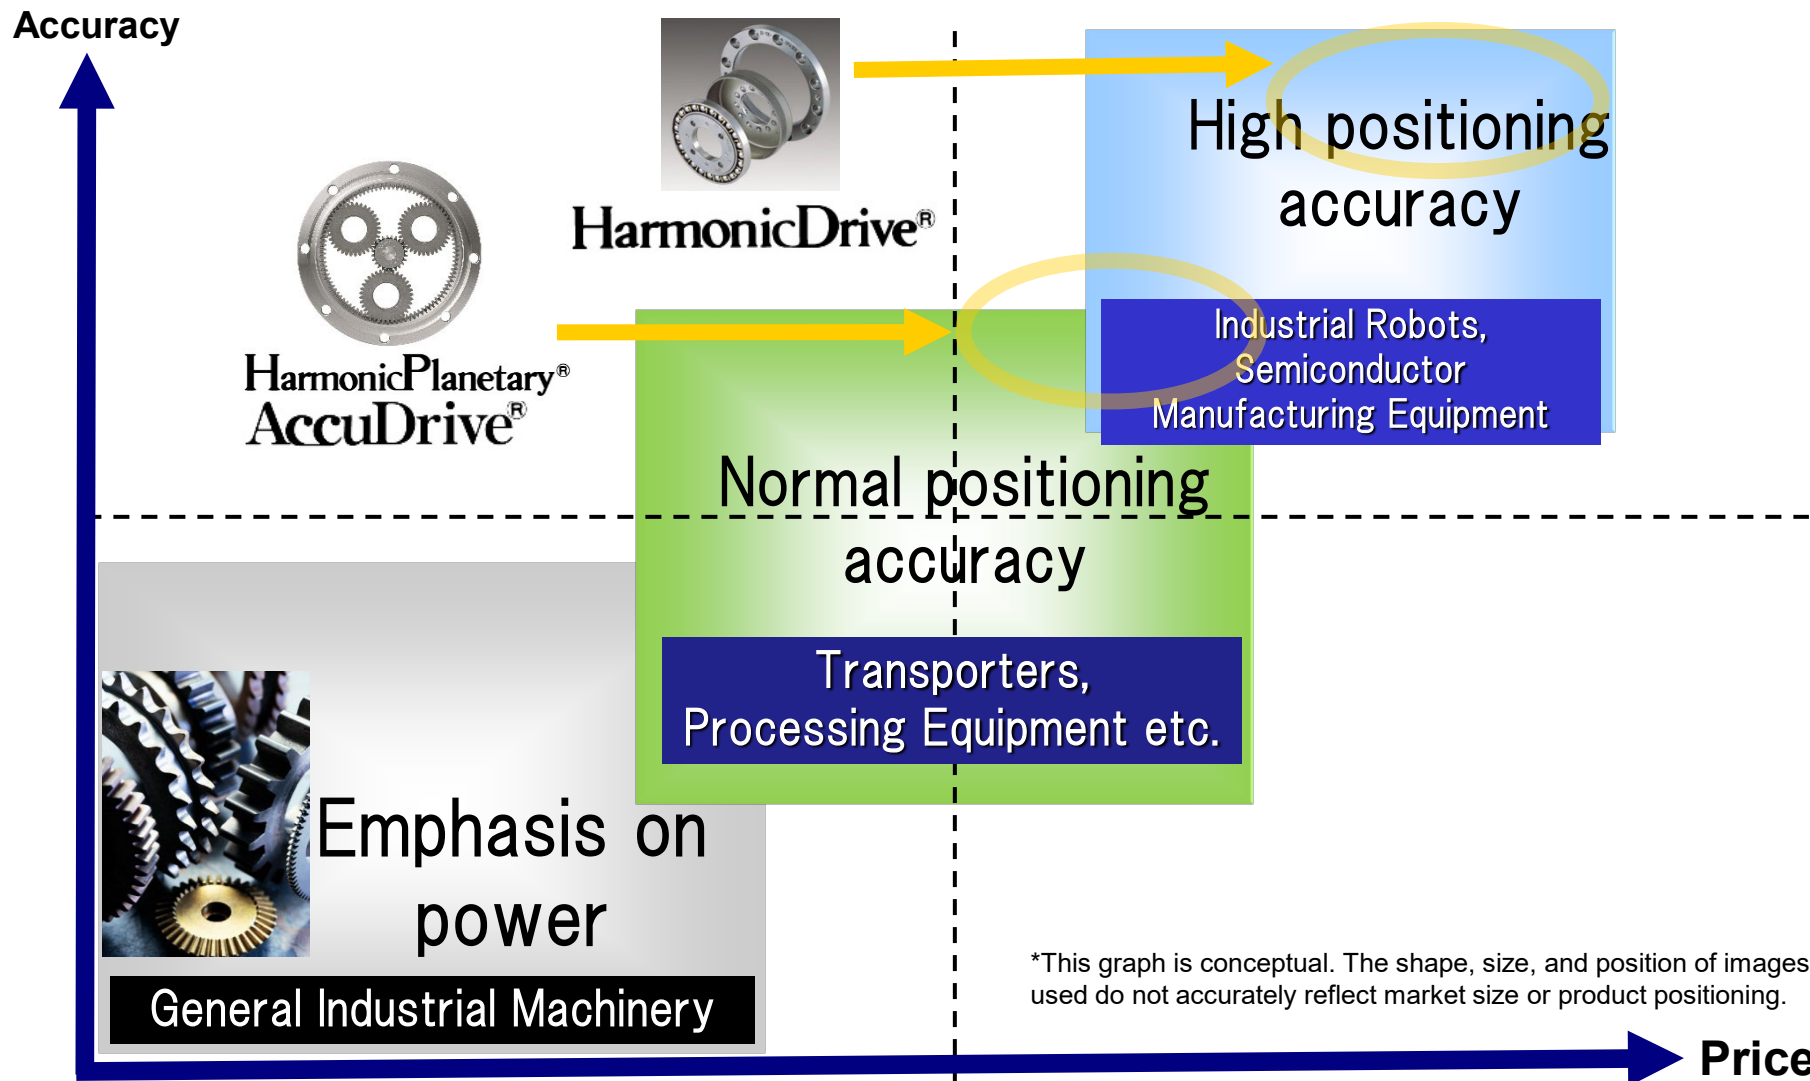 Accuracy
HarmonicDrive®
High positioning
accuracy
HarmonicPlanetary®
AccuDrive®
Industrial Robots,
Semiconductor
Manufacturing Equipment
Normal positioning
accuracy
Transporters,
Processing Equipment etc.
Emphasis on
power
General Industrial Machinery
*This graph is conceptual. The shape, size, and position of images
used do not accurately reflect market size or product positioning.
Price